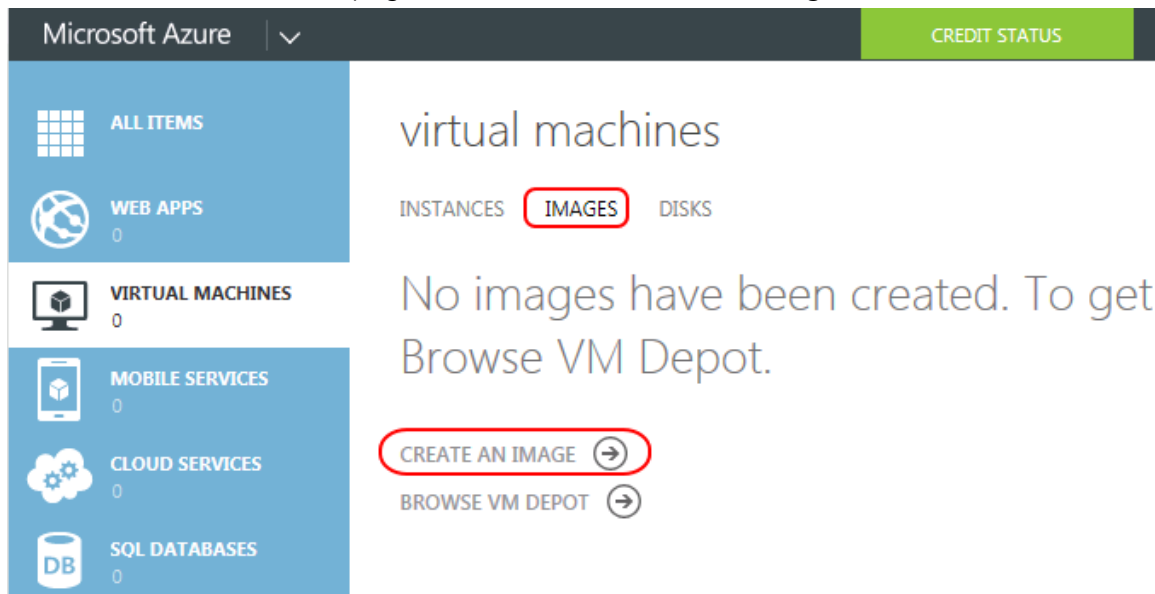 Microsoft Azure
CREDIT STATUS
ALL ITEMS
WEB APPS
0
VIRTUAL MACHINES
0
MOBILE SERVICES
0
CLOUD SERVICES
0
DB
SQL DATABASES
0
virtual machines
INSTANCES IMAGES DISKS
No images have been created. To get
Browse VM Depot.
CREATE AN IMAGE
BROWSE VM DEPOT